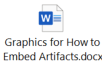 W
Graphics for How to
Embed Artifacts.docx